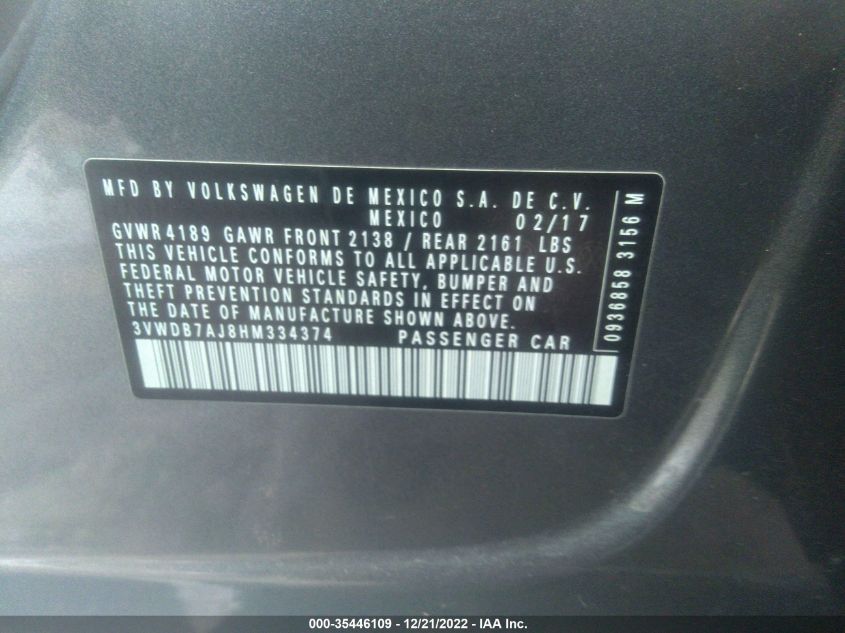 MFD BY VOLKSWAGEN DE MEXICO S.A. DE C.V.
MEXICO 02/17
GVWR 4189 GAWR FRONT 2138 / REAR 2161 LBS
THIS VEHICLE CONFORMS TO ALL APPLICABLE U.S.
FEDERAL MOTOR VEHICLE SAFETY, BUMPER AND
THEFT PREVENTION STANDARDS IN EFFECT ON
THE DATE OF MANUFACTURE SHOWN ABOVE.
3VWDB7AJ8HM334374 PASSENGER CAR
0936858 3156 M
000-35446109 - 12/21/2022 - IAA Inc.